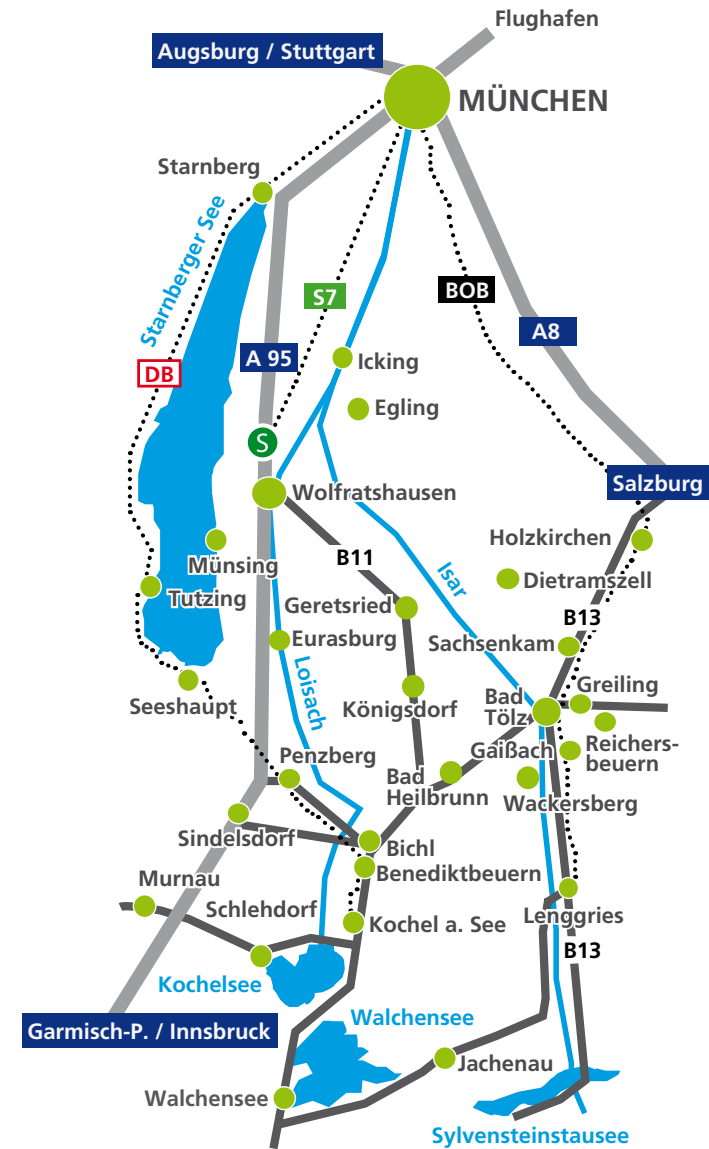 Flughafen
Augsburg / Stuttgart
MÜNCHEN
Starnberg
Starnberger See
S7
BOB
A8
A 95
DB
Icking
Egling
S
Salzburg
Wolfratshausen
Holzkirchen
Münsing
B11
Isar
Dietramszell
Tutzing
Geretsried
B13
Eurasburg
Sachsenkam
Loisach
Greiling
Seeshaupt
Königsdorf
Bad
Tölz
Gaißach
Reichers-
beuern
Penzberg
Bad
Heilbrunn
Wackersberg
Sindelsdorf
Bichl
Benediktbeuern
Murnau
Schlehdorf
Kochel a. See
Lenggries
B13
Kochelsee
Walchensee
Garmisch-P. / Innsbruck
Jachenau
Walchensee
Sylvensteinstausee